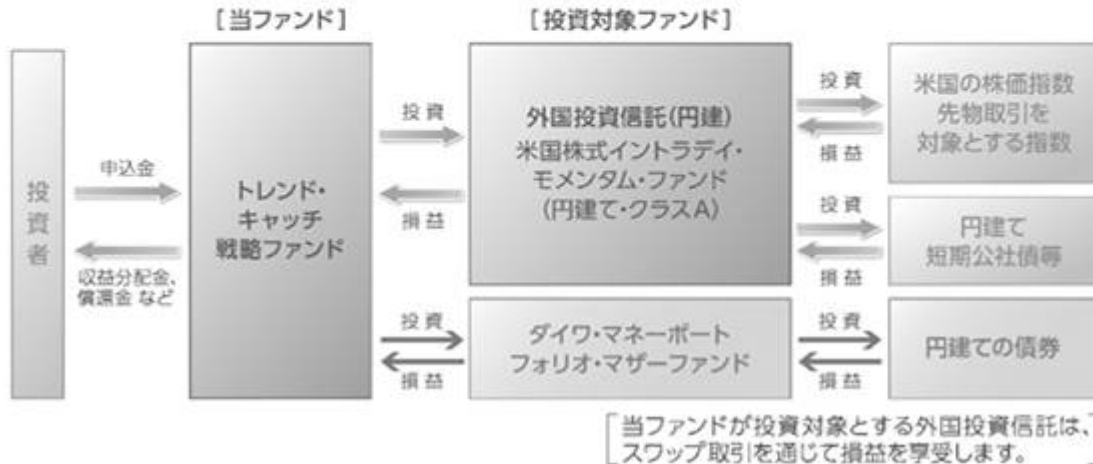 [当ファンド]
[投資対象ファンド]
投資者
申込金
収益分配金、
償還金 など
トレンド・
キャッチ
戦略ファンド
投資
損益
外国投資信託(円建)
米国株式イントラデイ・
モメンタム・ファンド
(円建て・クラスA)
投資
損益
米国の株価指数
先物取引を
対象とする指数
投資
損益
円建て
短期公社債等
投資
損益
ダイワ・マネーポート
フォリオ・マザーファンド
投資
損益
円建ての債券
当ファンドが投資対象とする外国投資信託は、
スワップ取引を通じて損益を享受します。